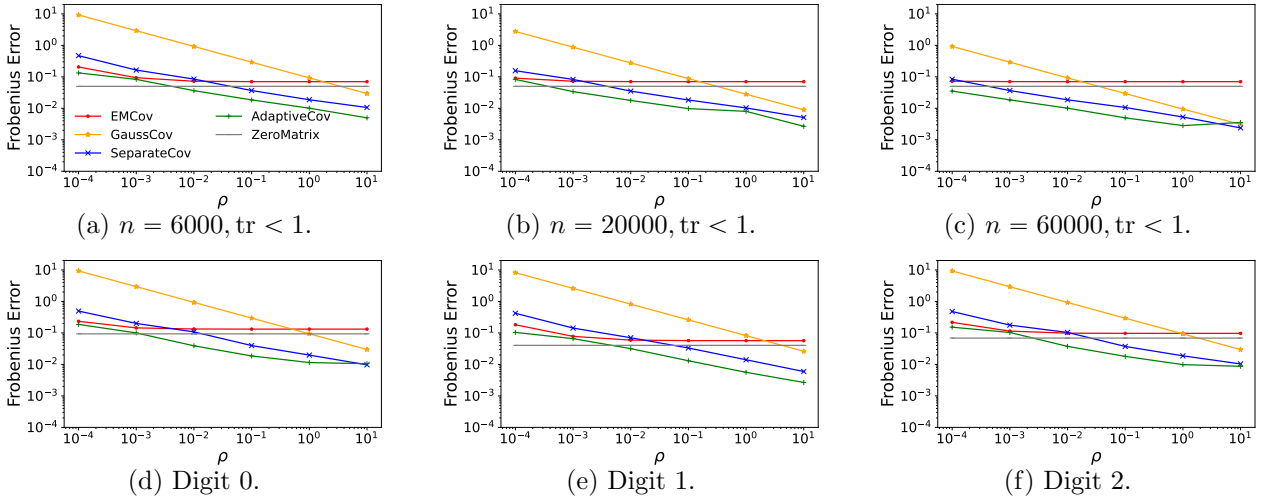 Frobenius Error
10^1
10^0
10^-1
10^-2
10^-3
10^-4
EMCov
GaussCov
SeparateCov
AdaptiveCov
ZeroMatrix
10^-4 10^-3 10^-2 10^-1 10^0 10^1
ρ
(a) n = 6000, tr < 1.
Frobenius Error
10^1
10^0
10^-1
10^-2
10^-3
10^-4
10^-4 10^-3 10^-2 10^-1 10^0 10^1
ρ
(b) n = 20000, tr < 1.
Frobenius Error
10^1
10^0
10^-1
10^-2
10^-3
10^-4
10^-4 10^-3 10^-2 10^-1 10^0 10^1
ρ
(c) n = 60000, tr < 1.
Frobenius Error
10^1
10^0
10^-1
10^-2
10^-3
10^-4
10^-4 10^-3 10^-2 10^-1 10^0 10^1
ρ
(d) Digit 0.
Frobenius Error
10^1
10^0
10^-1
10^-2
10^-3
10^-4
10^-4 10^-3 10^-2 10^-1 10^0 10^1
ρ
(e) Digit 1.
Frobenius Error
10^1
10^0
10^-1
10^-2
10^-3
10^-4
10^-4 10^-3 10^-2 10^-1 10^0 10^1
ρ
(f) Digit 2.